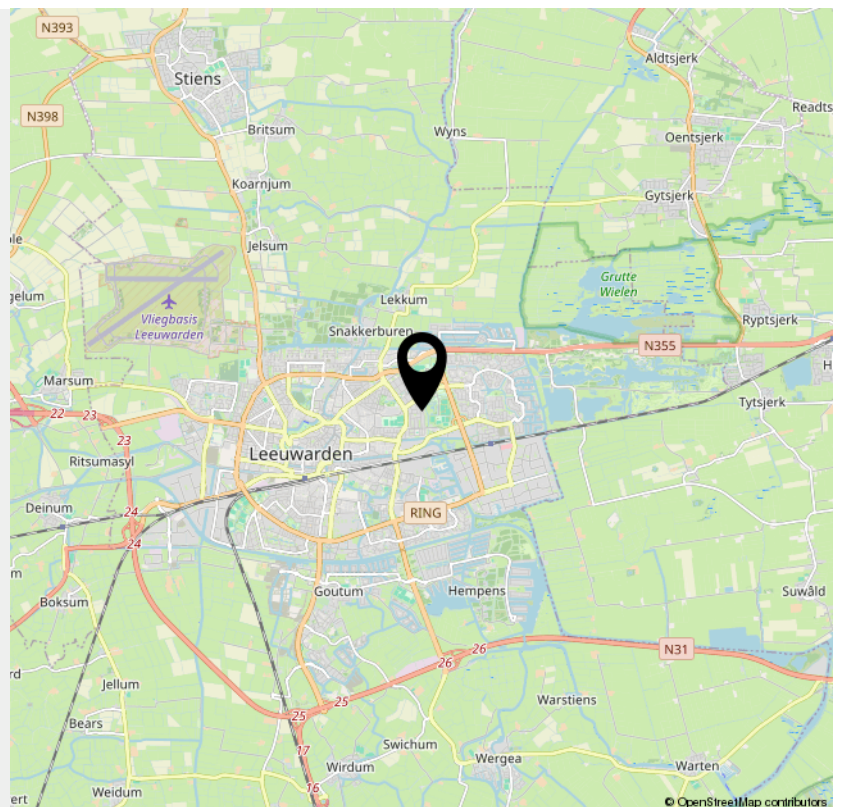 N393
Stiens
Aldtsjerk
N398
Britsum
Wyns
Readts
Oentsjerk
Koarnjum
Gytsjerk
Jelsum
Grutte
Wielen
gelum
Lekkum
Vliegbasis
Leeuwarden
Snakkerburen
Ryptsjerk
N355
Marsum
22
23
23
Tytsjerk
Ritsumasyl
Leeuwarden
Deinum
24
24
RING
m
Boksum
Goutum
Hempens
Suwâld
26
26
N31
rd
Jellum
25
25
Warstiens
Bears
17
Swichum
Wirdum
Wergea
Warten
16
Weidum
ert
© OpenStreetMap contributors